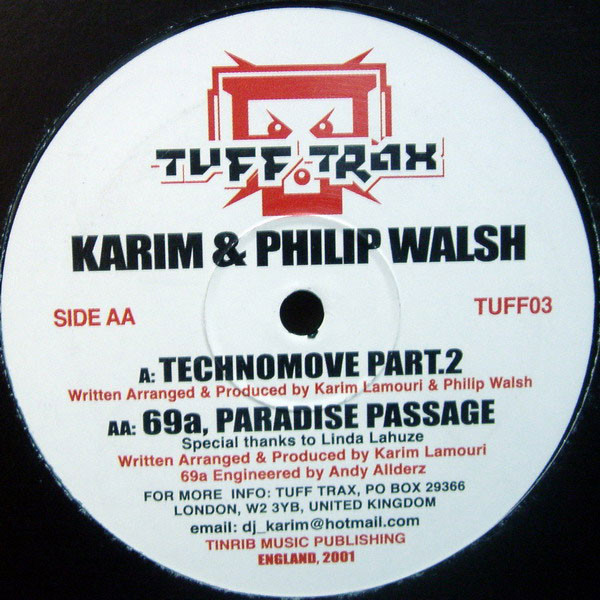 TUFF TRAX
KARIM & PHILIP WALSH
SIDE AA
TUFF03
A: TECHNOMOVE PART.2
Written Arranged & Produced by Karim Lamouri & Philip Walsh
AA: 69a, PARADISE PASSAGE
Special thanks to Linda Lahuze
Written Arranged & Produced by Karim Lamouri
69a Engineered by Andy Allderz
FOR MORE INFO: TUFF TRAX, PO BOX 29366
LONDON, W2 3YB, UNITED KINGDOM
email: dj_karim@hotmail.com
TINRIB MUSIC PUBLISHING
ENGLAND, 2001